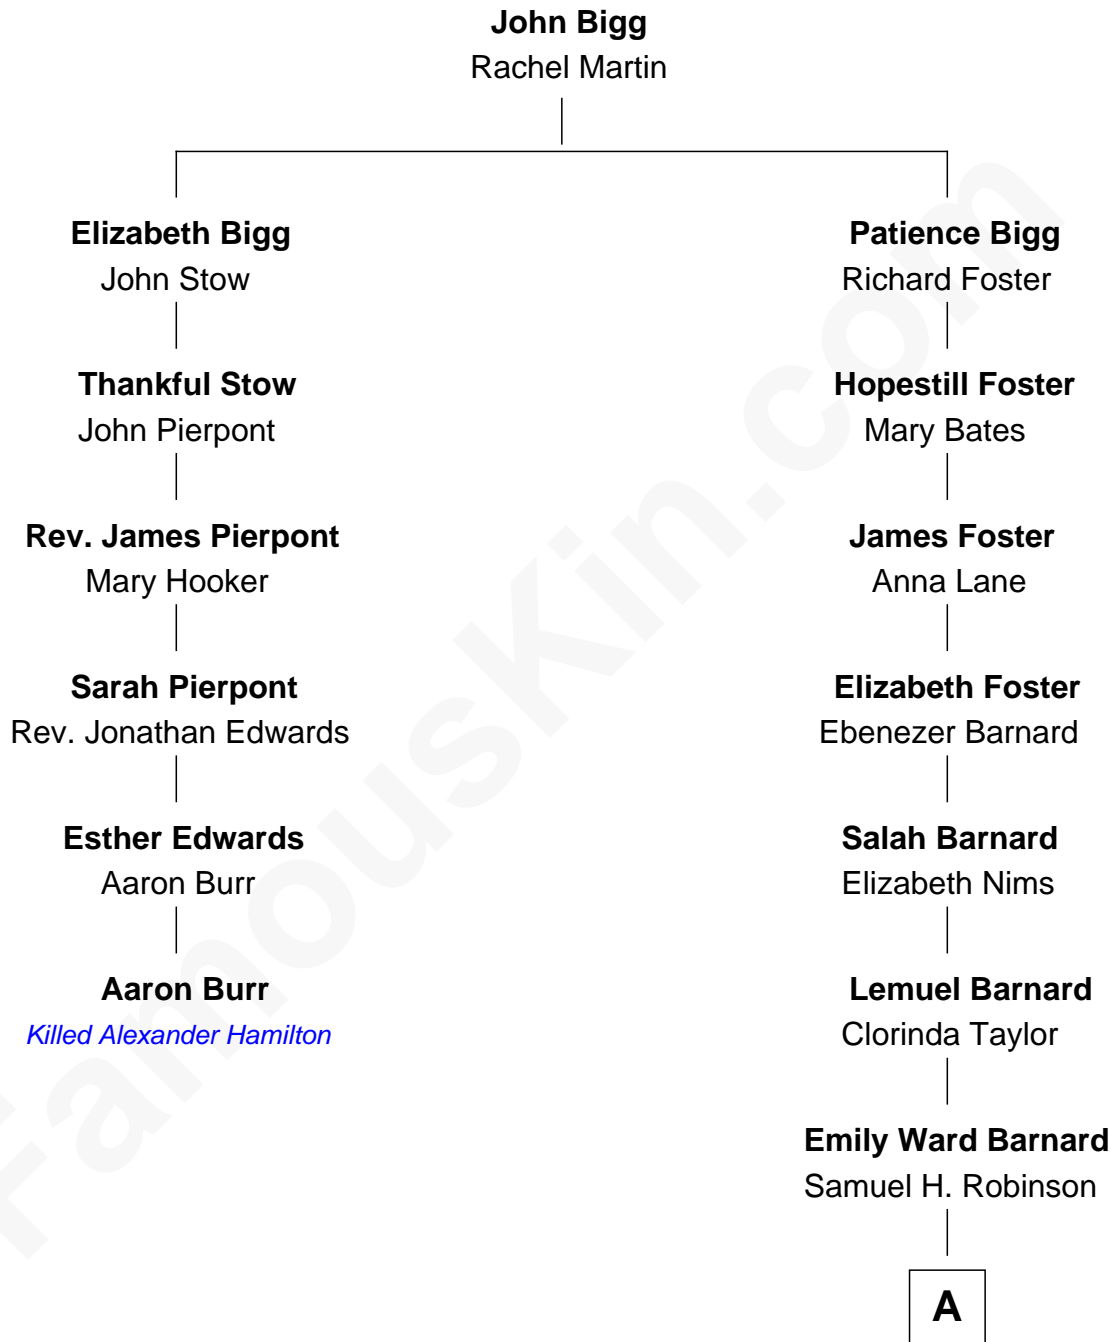 John Bigg
Rachel Martin
Elizabeth Bigg
John Stow
Thankful Stow
John Pierpont
Rev. James Pierpont
Mary Hooker
Sarah Pierpont
Rev. Jonathan Edwards
Esther Edwards
Aaron Burr
Aaron Burr
Killed Alexander Hamilton
Patience Bigg
Richard Foster
Hopestill Foster
Mary Bates
James Foster
Anna Lane
Elizabeth Foster
Ebenezer Barnard
Salah Barnard
Elizabeth Nims
Lemuel Barnard
Clorinda Taylor
Emily Ward Barnard
Samuel H. Robinson
A
FamousKin.com